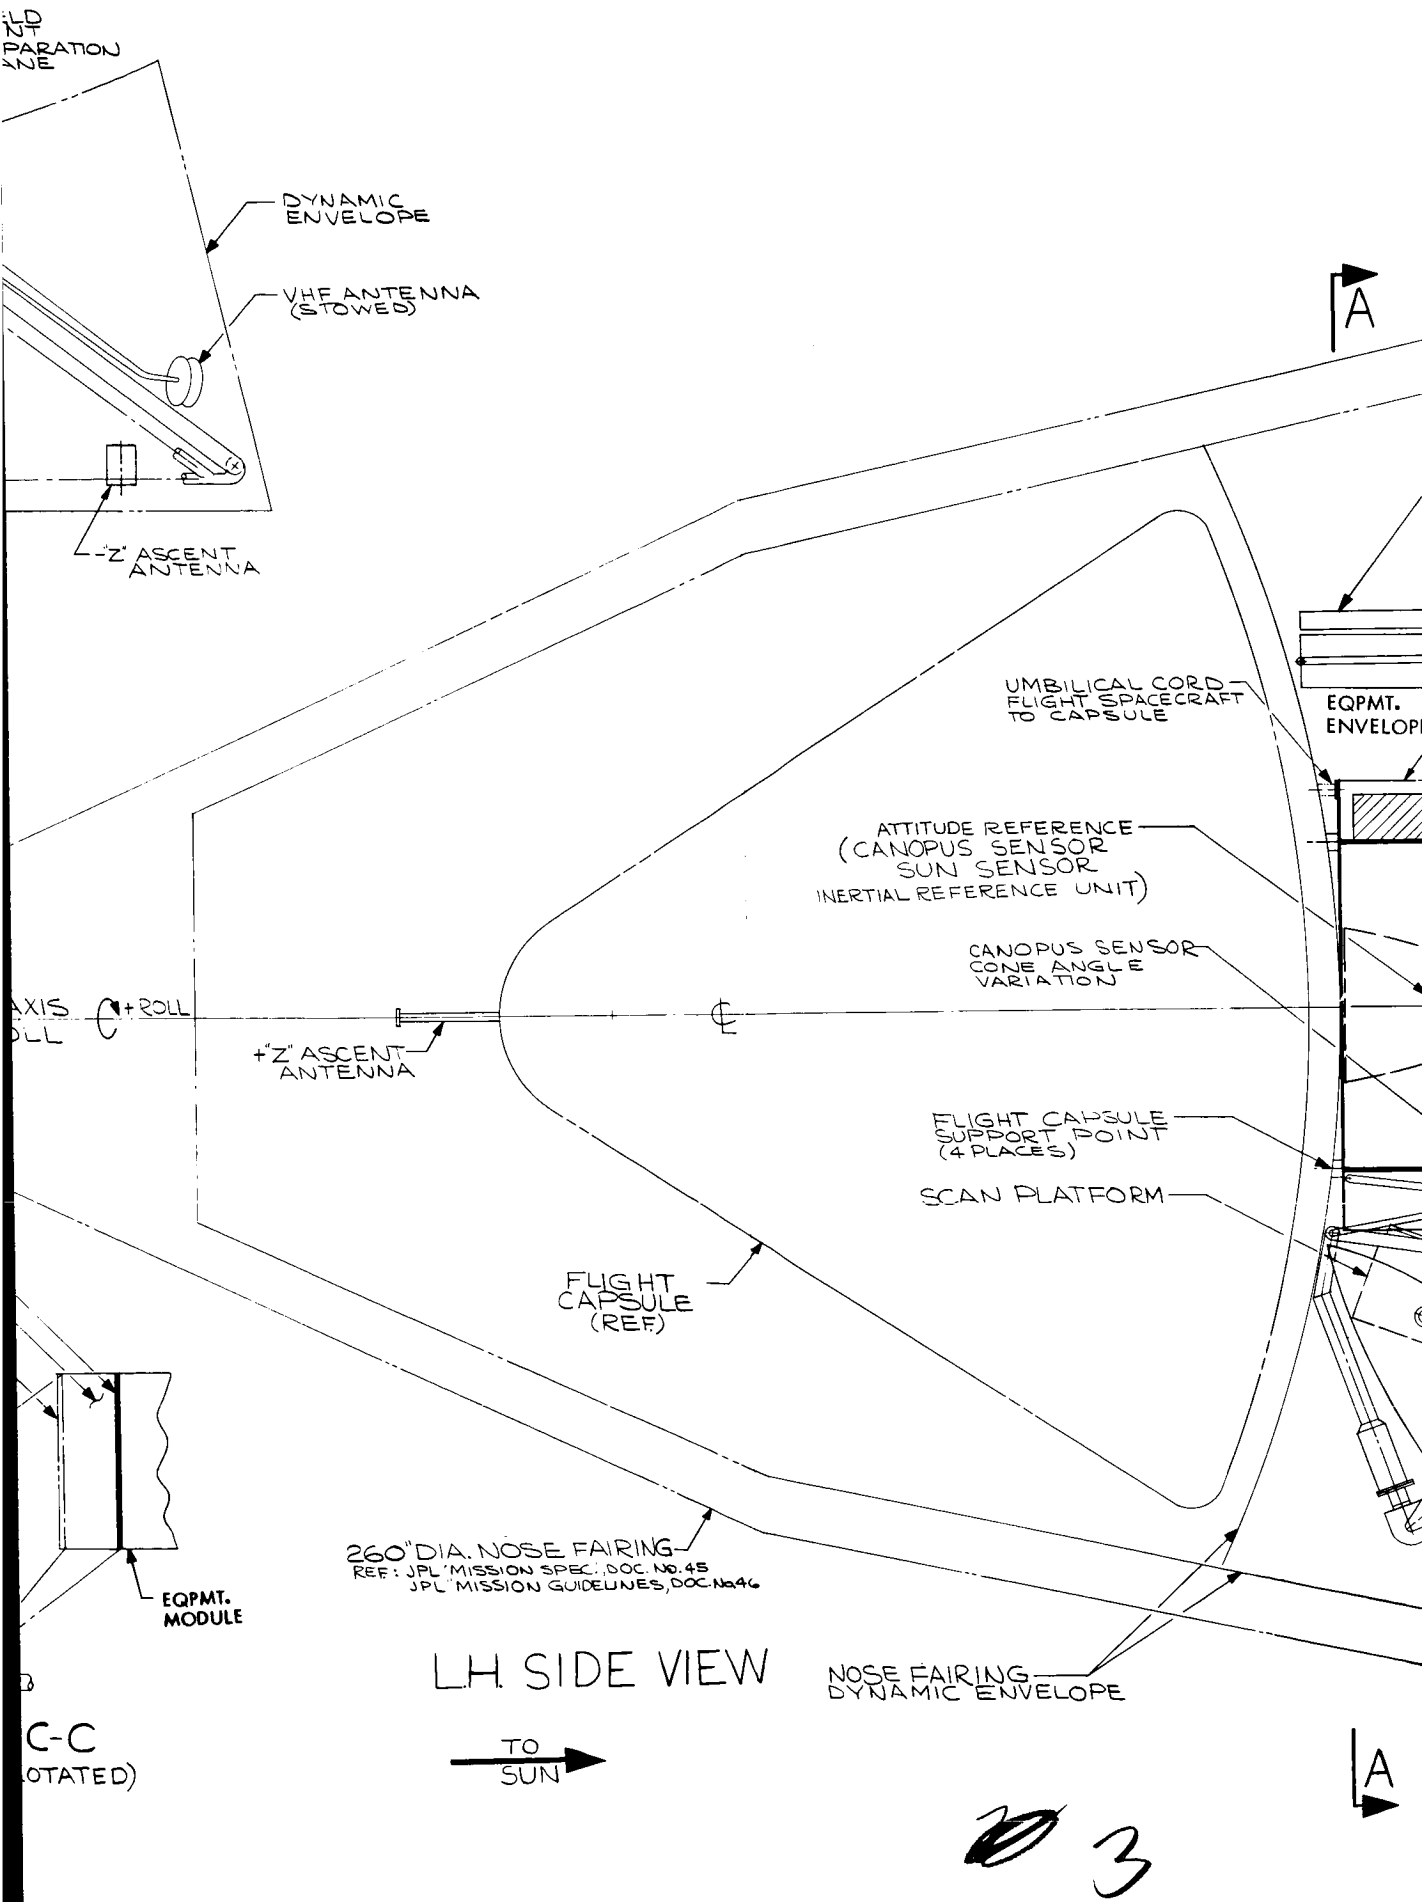 PARATION
DYNAMIC
ENVELOPE
VHF ANTENNA
(STOWED)
A
-"Z" ASCENT
ANTENNA
UMBILICAL CORD
FLIGHT SPACECRAFT
TO CAPSULE
EQPMT.
ENVELOPE
ATTITUDE REFERENCE
(CANOPUS SENSOR
SUN SENSOR
INERTIAL REFERENCE UNIT)
CANOPUS SENSOR
CONE ANGLE
VARIATION
AXIS
+ROLL
+"Z" ASCENT
ANTENNA
FLIGHT CAPSULE
SUPPORT POINT
(4 PLACES)
SCAN PLATFORM
FLIGHT
CAPSULE
(REF.)
260" DIA. NOSE FAIRING
REF: JPL "MISSION SPEC.", DOC. NO. 45
JPL "MISSION GUIDELINES, DOC. No 46
EQPMT.
MODULE
L.H. SIDE VIEW
NOSE FAIRING
DYNAMIC ENVELOPE
C-C
OTATED)
TO
SUN
A
3